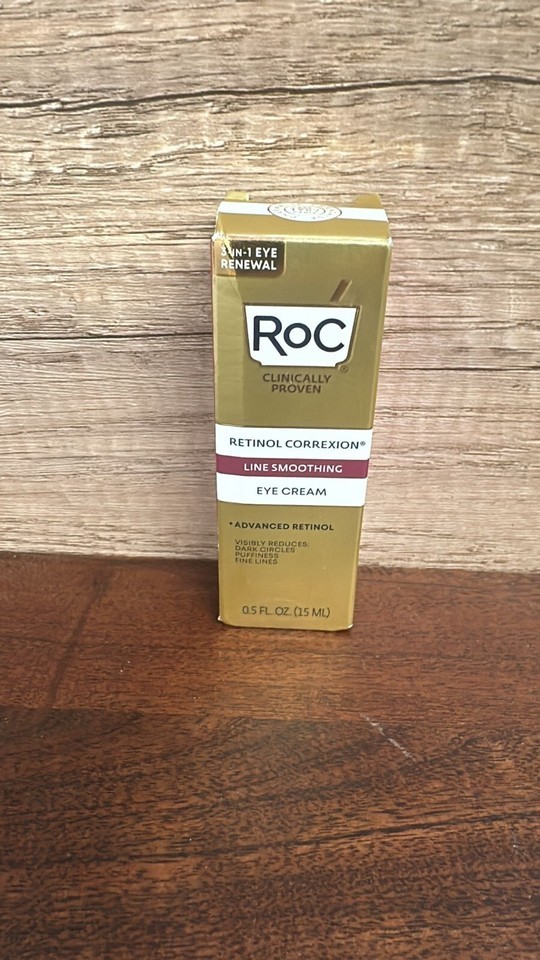 3-IN-1 EYE
RENEWAL
RoC®
CLINICALLY
PROVEN
RETINOL CORREXION®
LINE SMOOTHING
EYE CREAM
+ADVANCED RETINOL
VISIBLY REDUCES:
DARK CIRCLES
PUFFINESS
FINE LINES
0.5 FL. OZ. (15 ML)